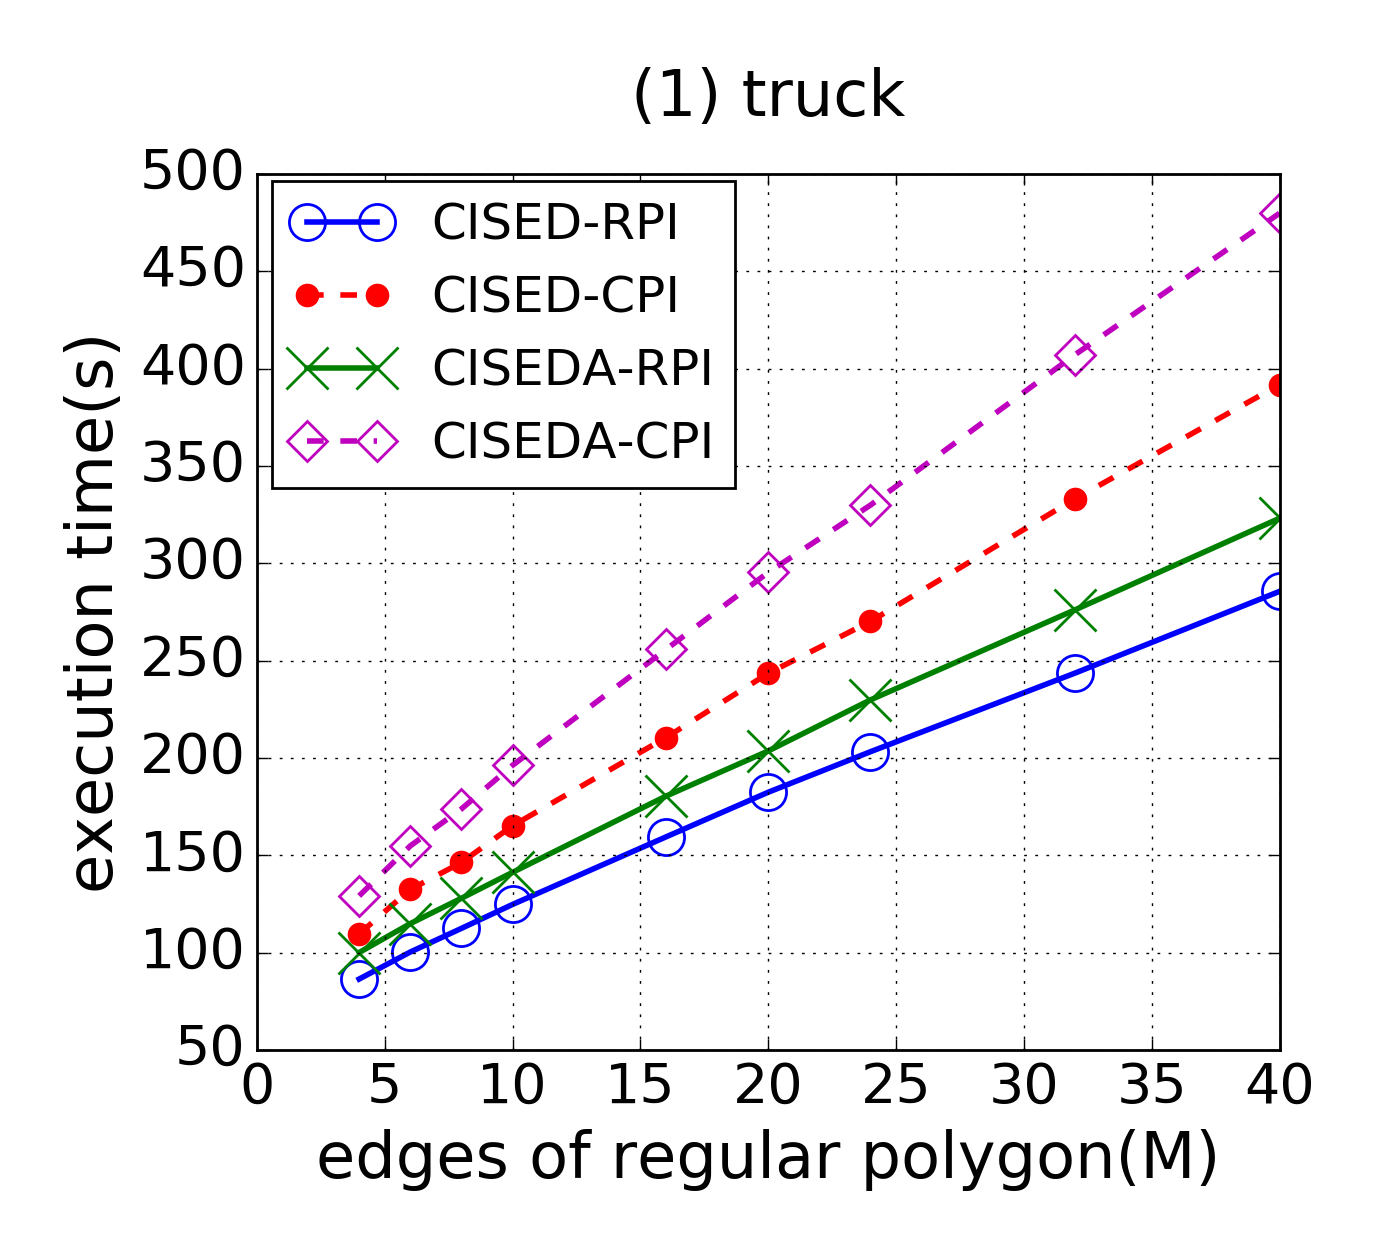 (1) truck
500
450
400
350
300
250
200
150
100
50
execution time(s)
CISED-RPI
CISED-CPI
CISEDA-RPI
CISEDA-CPI
0 5 10 15 20 25 30 35 40
edges of regular polygon(M)